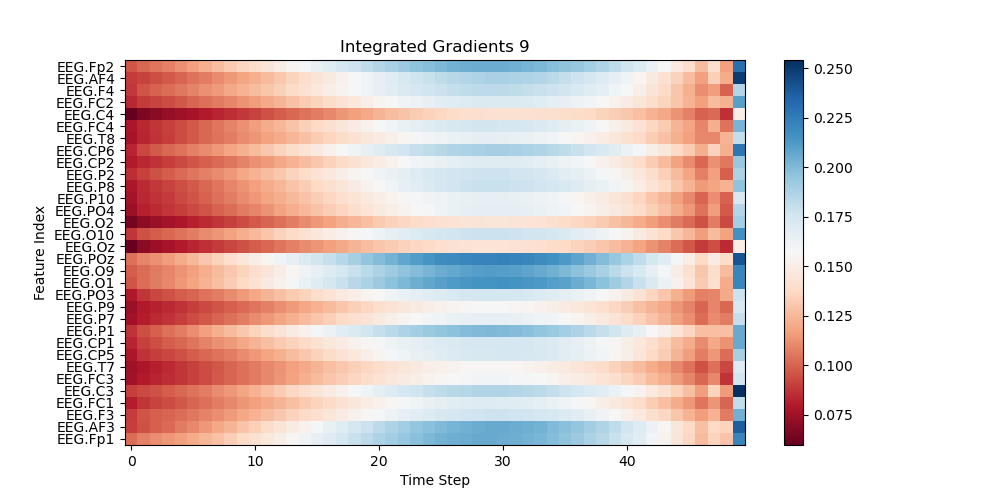 Integrated Gradients 9
Feature Index
EEG.Fp2
EEG.AF4
EEG.F4
EEG.FC2
EEG.C4
EEG.FC4
EEG.T8
EEG.CP6
EEG.CP2
EEG.P2
EEG.P8
EEG.P10
EEG.PO4
EEG.O2
EEG.O10
EEG.Oz
EEG.POz
EEG.O9
EEG.O1
EEG.PO3
EEG.P9
EEG.P7
EEG.P1
EEG.CP1
EEG.CP5
EEG.T7
EEG.FC3
EEG.C3
EEG.FC1
EEG.F3
EEG.AF3
EEG.Fp1
0 10 20 30 40
Time Step
0.250
0.225
0.200
0.175
0.150
0.125
0.100
0.075